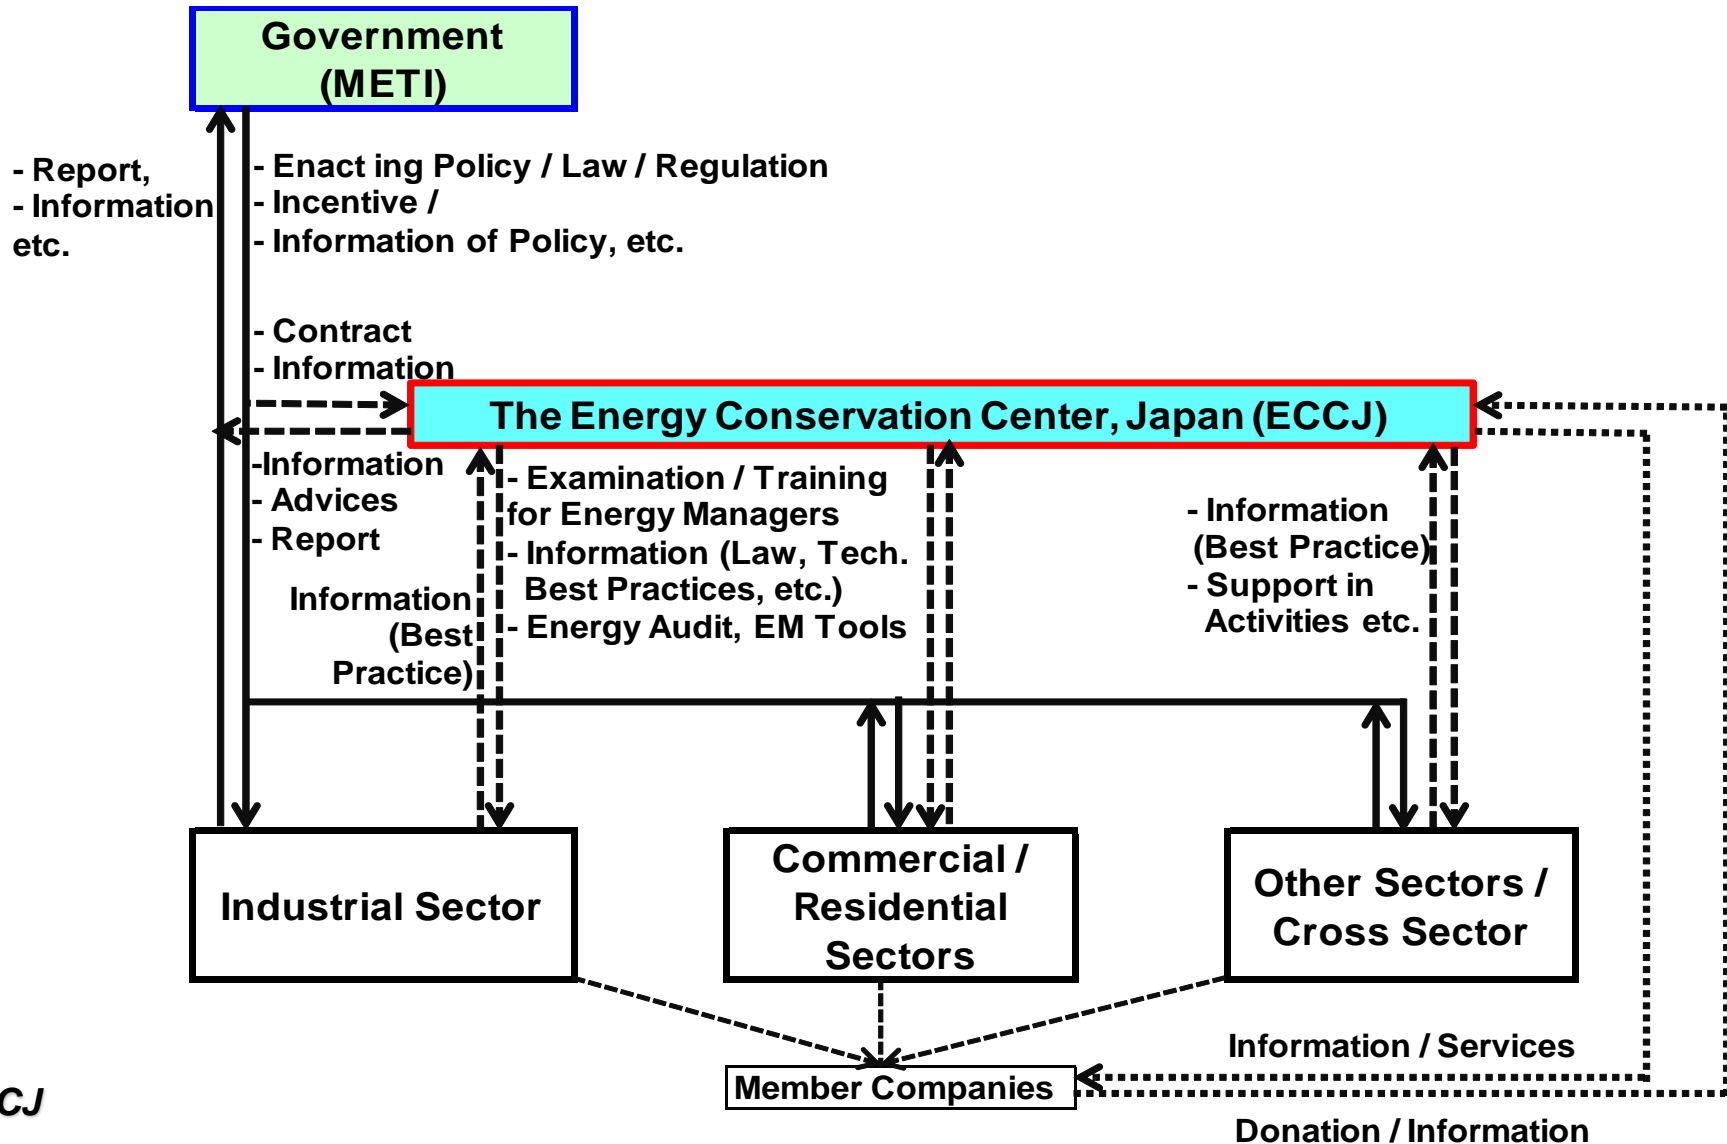 Government
(METI)
- Report,
- Information
etc.
- Enact ing Policy / Law / Regulation
- Incentive /
- Information of Policy, etc.
- Contract
- Information
The Energy Conservation Center, Japan (ECCJ)
-Information
- Advices
- Report
Information
(Best
Practice)
- Examination / Training
for Energy Managers
- Information (Law, Tech.
Best Practices, etc.)
- Energy Audit, EM Tools
- Information
(Best Practice)
- Support in
Activities etc.
Industrial Sector
Commercial /
Residential
Sectors
Other Sectors /
Cross Sector
Information / Services
Member Companies
Donation / Information
CJ